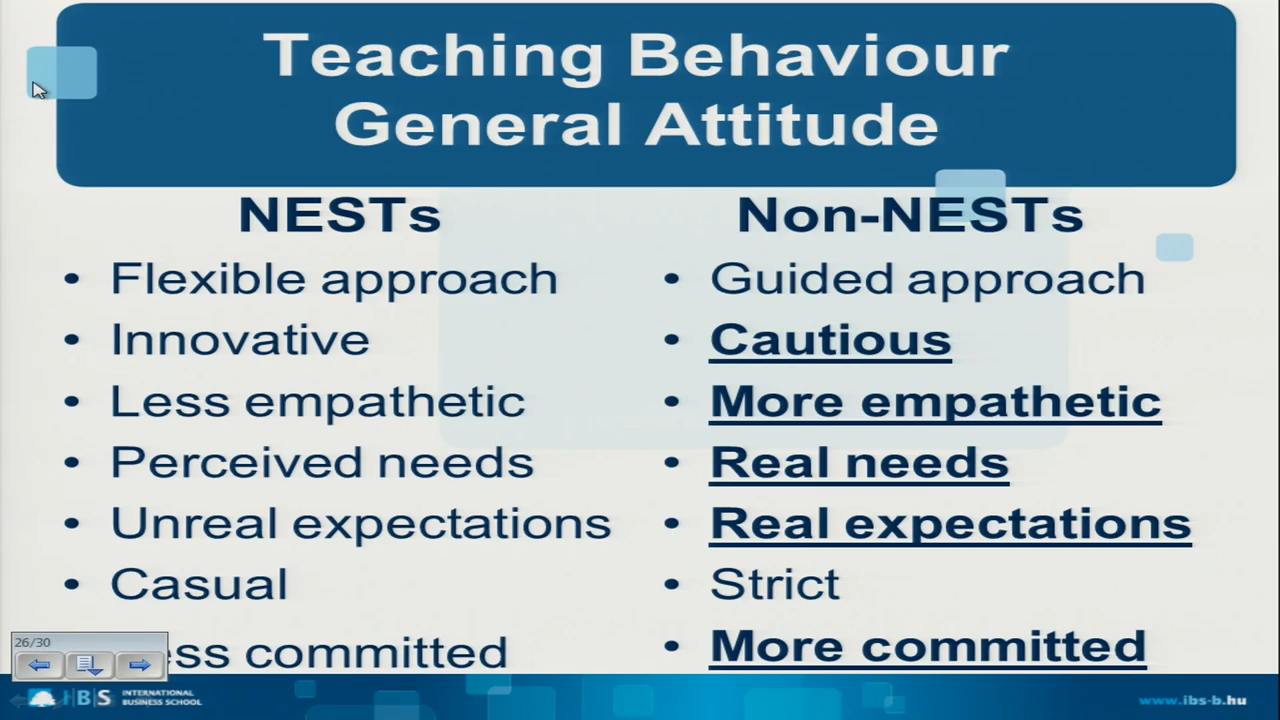 Teaching Behaviour
General Attitude
NESTs
• Flexible approach
• Innovative
• Less empathetic
• Perceived needs
• Unreal expectations
• Casual
ess committed
Non-NESTs
• Guided approach
• Cautious
• More empathetic
• Real needs
• Real expectations
• Strict
• More committed
26/30
IBS
INTERNATIONAL
BUSINESS SCHOOL
www.ibs-b.hu